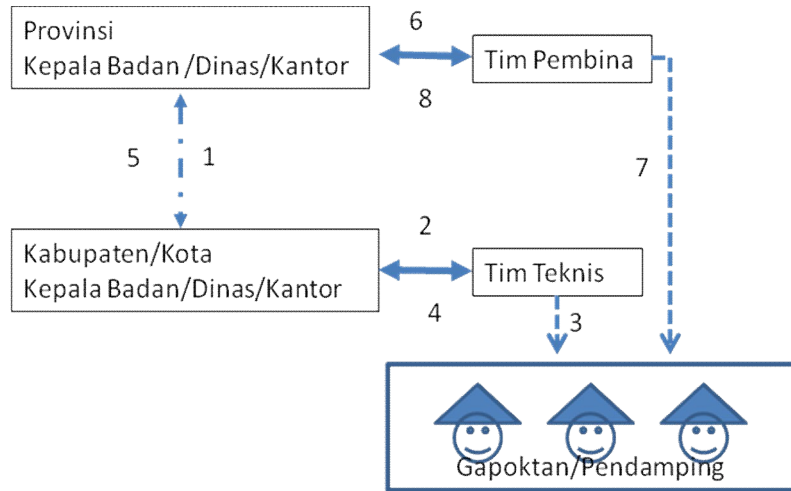 Provinsi
Kepala Badan /Dinas/Kantor
6
8
Tim Pembina
5
1
7
Kabupaten/Kota
Kepala Badan/Dinas/Kantor
2
4
Tim Teknis
3
Gapoktan/Pendamping